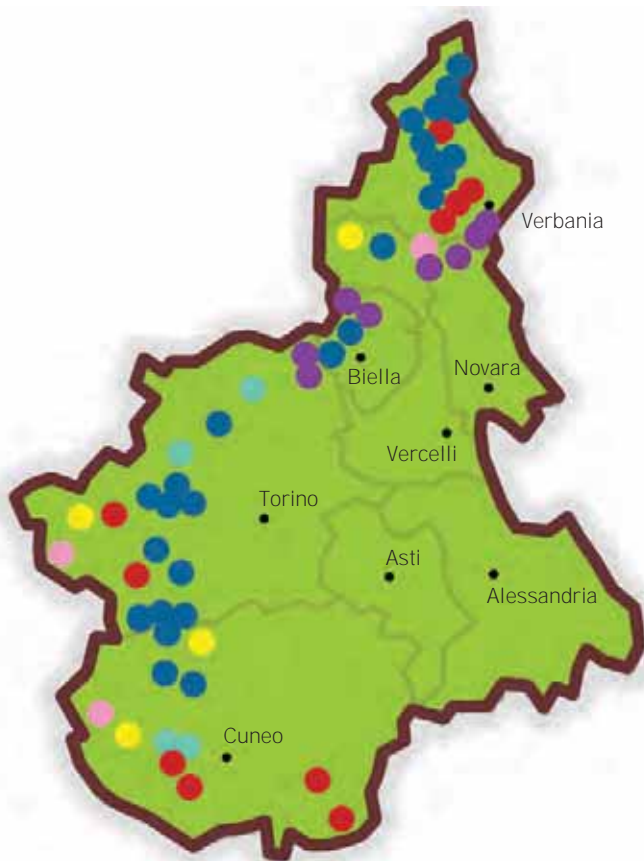 Verbania
Biella
Novara
Vercelli
Torino
Asti
Alessandria
Cuneo